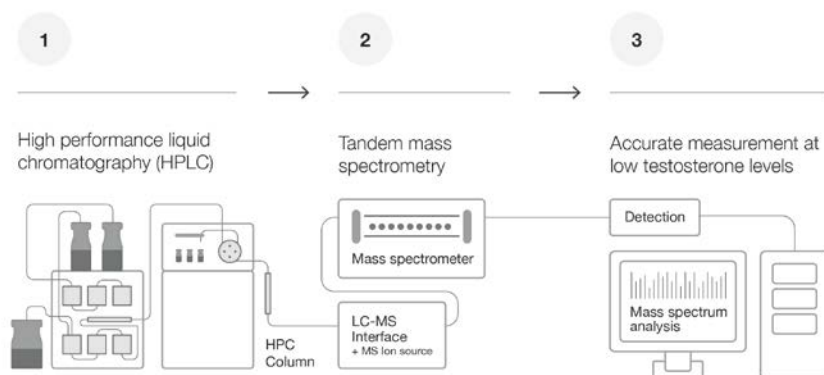 1
2
3
High performance liquid
chromatography (HPLC)
Tandem mass
spectrometry
Accurate measurement at
low testosterone levels
Mass spectrometer
Detection
LC-MS
Interface
+ MS Ion source
HPC
Column
Mass spectrum
analysis